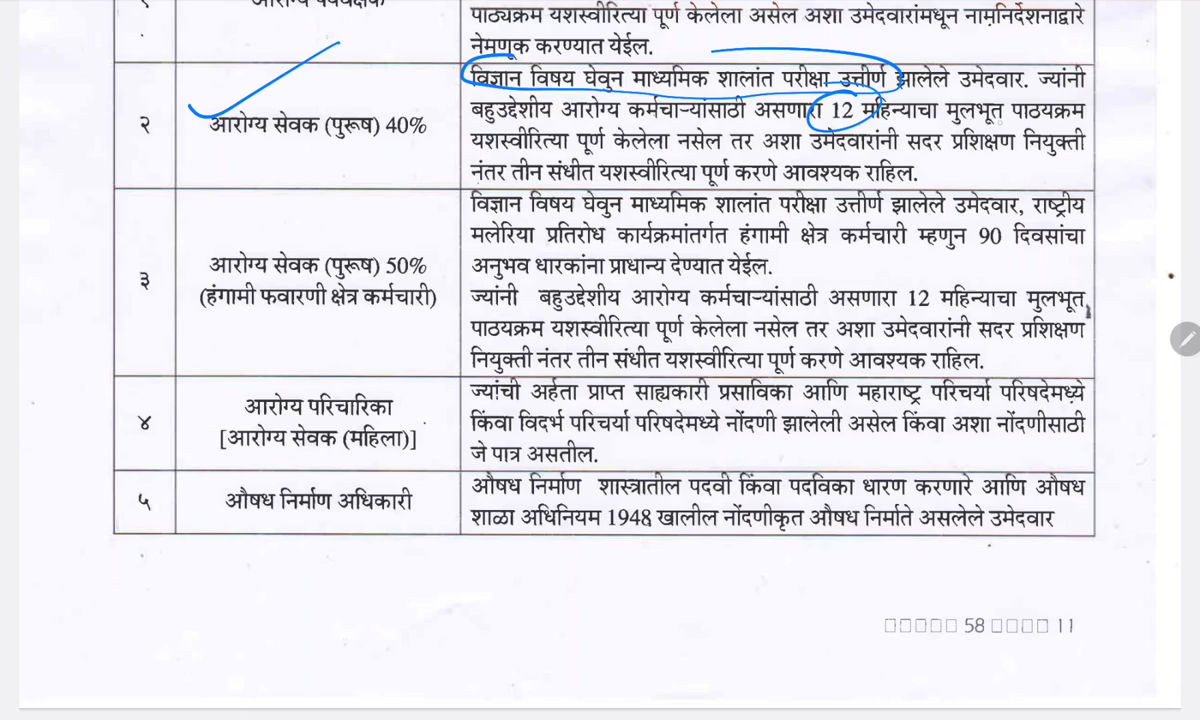 १
पाठ्यक्रम यशस्वीरित्या पूर्ण केलेला असेल अशा उमेदवारांमधून नामनिर्देशनाद्वारे
नेमणूक करण्यात येईल.
२
आरोग्य सेवक (पुरूष) 40%
विज्ञान विषय घेवुन माध्यमिक शालांत परीक्षा उत्तीर्ण झालेले उमेदवार. ज्यांनी
बहुउद्देशीय आरोग्य कर्मचाऱ्यांसाठी असणारा 12 महिन्याचा मुलभूत पाठयक्रम
यशस्वीरित्या पूर्ण केलेला नसेल तर अशा उमेदवारांनी सदर प्रशिक्षण नियुक्ती
नंतर तीन संधीत यशस्वीरित्या पूर्ण करणे आवश्यक राहिल.
३
आरोग्य सेवक (पुरूष) 50%
(हंगामी फवारणी क्षेत्र कर्मचारी)
विज्ञान विषय घेवुन माध्यमिक शालांत परीक्षा उत्तीर्ण झालेले उमेदवार, राष्ट्रीय
मलेरिया प्रतिरोध कार्यक्रमांतर्गत हंगामी क्षेत्र कर्मचारी म्हणुन 90 दिवसांचा
अनुभव धारकांना प्राधान्य देण्यात येईल.
ज्यांनी बहुउद्देशीय आरोग्य कर्मचाऱ्यांसाठी असणारा 12 महिन्याचा मुलभूत
पाठयक्रम यशस्वीरित्या पूर्ण केलेला नसेल तर अशा उमेदवारांनी सदर प्रशिक्षण
नियुक्ती नंतर तीन संधीत यशस्वीरित्या पूर्ण करणे आवश्यक राहिल.
४
आरोग्य परिचारिका
[आरोग्य सेवक (महिला)]
ज्यांची अर्हता प्राप्त साह्यकारी प्रसाविका आणि महाराष्ट्र परिचर्या परिषदेमध्ये
किंवा विदर्भ परिचर्या परिषदेमध्ये नोंदणी झालेली असेल किंवा अशा नोंदणीसाठी
जे पात्र असतील.
५
औषध निर्माण अधिकारी
औषध निर्माण शास्त्रातील पदवी किंवा पदविका धारण करणारे आणि औषध
शाळा अधिनियम 1948 खालील नोंदणीकृत औषध निर्माते असलेले उमेदवार
58 11